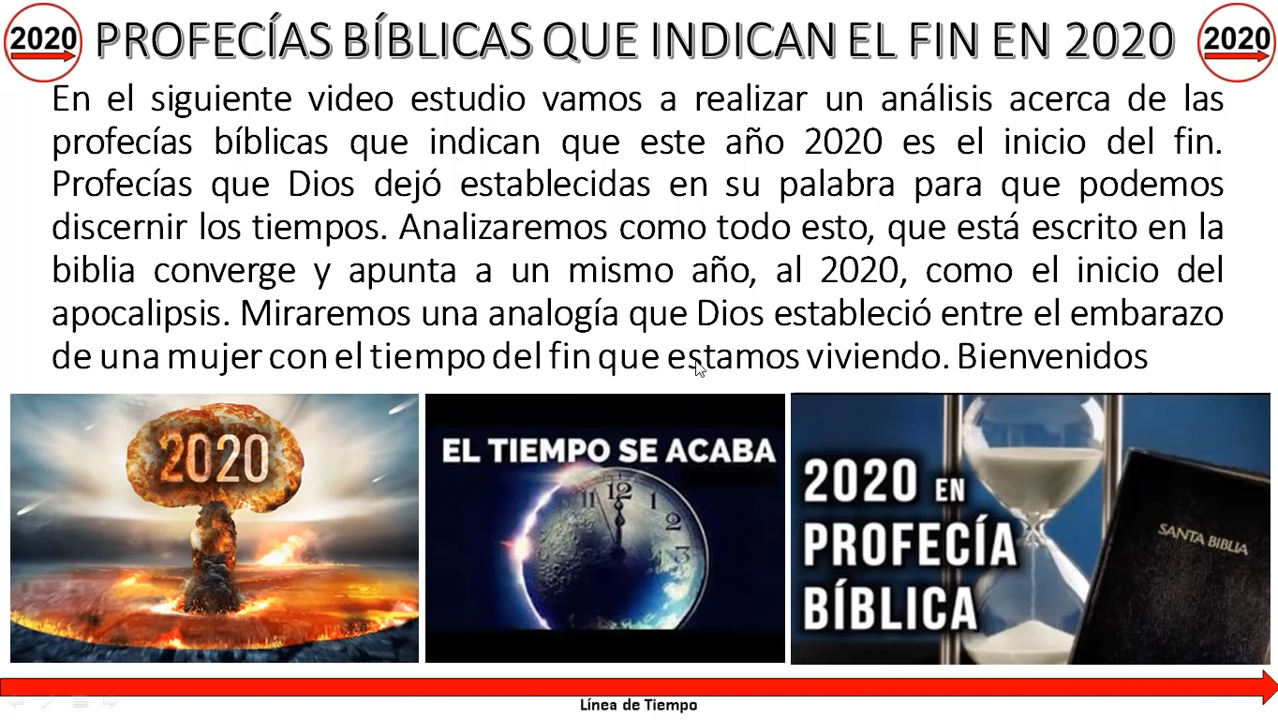 2020
PROFECÍAS BÍBLICAS QUE INDICAN EL FIN EN 2020
2020
En el siguiente video estudio vamos a realizar un análisis acerca de las
profecías bíblicas que indican que este año 2020 es el inicio del fin.
Profecías que Dios dejó establecidas en su palabra para que podemos
discernir los tiempos. Analizaremos como todo esto, que está escrito en la
biblia converge y apunta a un mismo año, al 2020, como el inicio del
apocalipsis. Miraremos una analogía que Dios estableció entre el embarazo
de una mujer con el tiempo del fin que estamos viviendo. Bienvenidos
2020
EL TIEMPO SE ACABA
11 12 1
2
3
2020 EN
PROFECÍA
BÍBLICA
SANTA BIBLIA
Línea de Tiempo